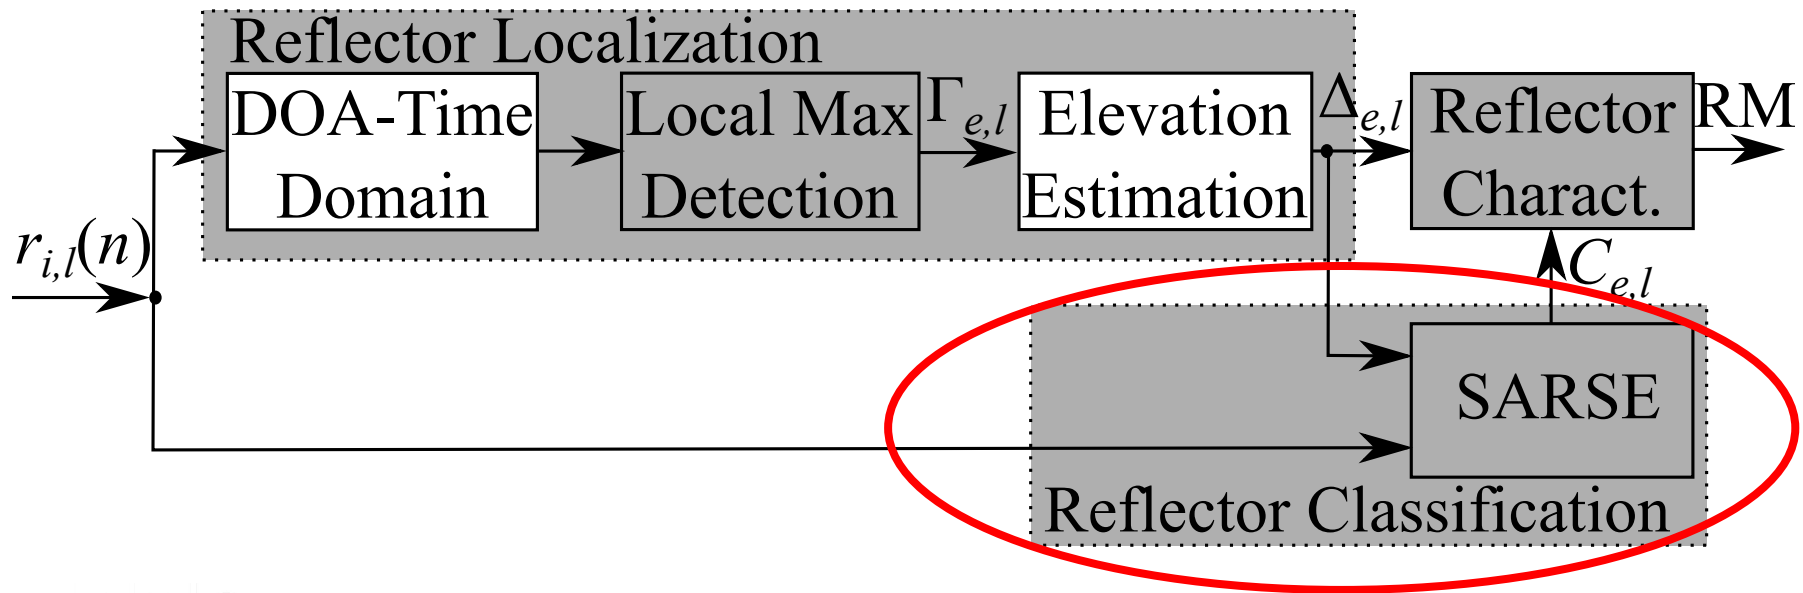 Reflector Localization
DOA-Time
Domain
Local Max
Detection
Γe,l
Elevation
Estimation
Δe,l
Reflector
Charact.
RM
ri,l(n)
Ce,l
SARSE
Reflector Classification